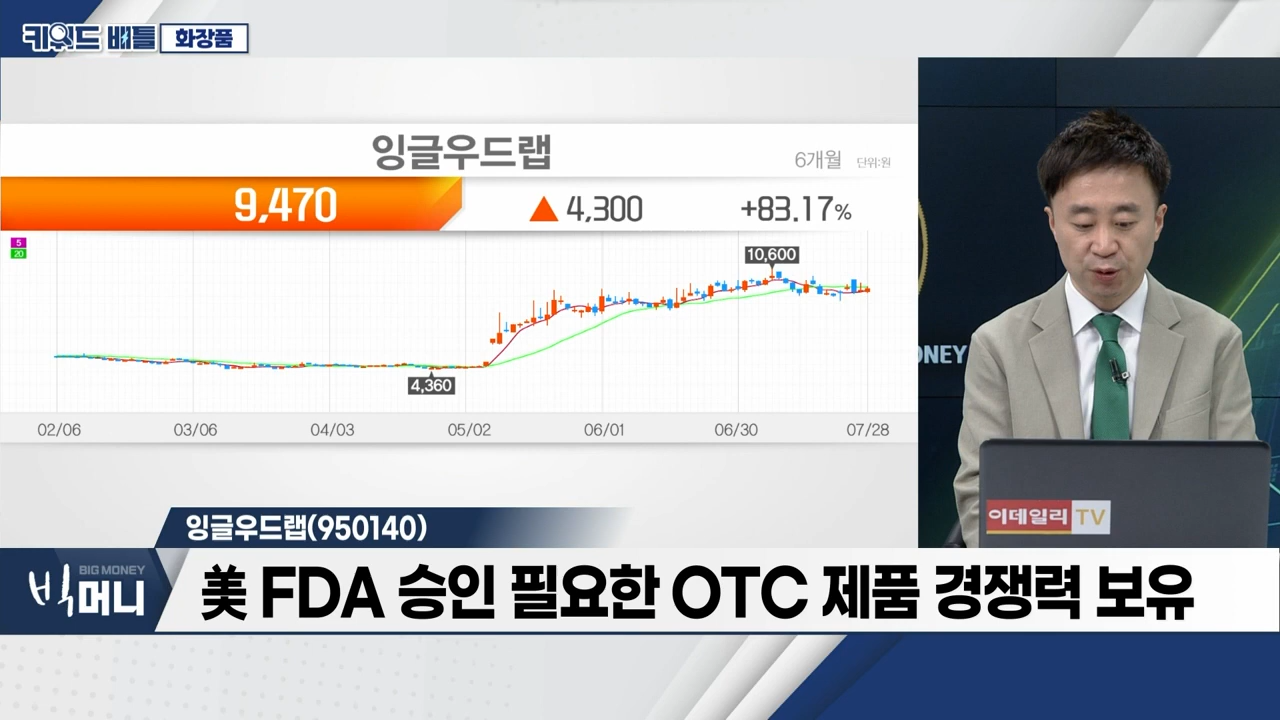 키워드 배틀 화장품
잉글우드랩
6개월 단위:원
9,470 ▲ 4,300 +83.17%
5
20
10,600
4,360
02/06 03/06 04/03 05/02 06/01 06/30 07/28
ONEY
이데일리 TV
잉글우드랩(950140)
BIG MONEY
빅머니
美 FDA 승인 필요한 OTC 제품 경쟁력 보유